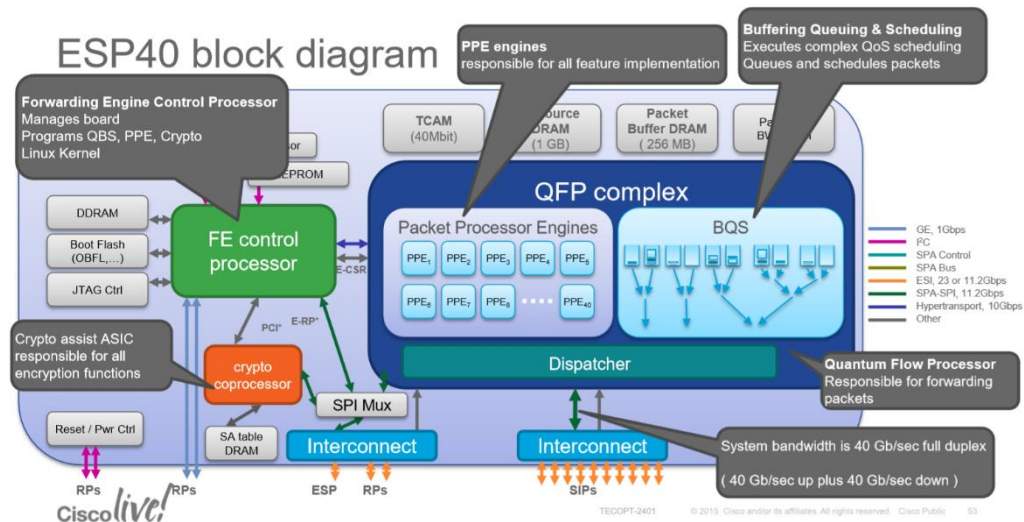 ESP40 block diagram
Forwarding Engine Control Processor
Manages board
Programs QBS, PPE, Crypto
Linux Kernel
PPE engines
responsible for all feature implementation
Buffering Queuing & Scheduling
Executes complex QoS scheduling
Queues and schedules packets
TCAM
(40Mbit)
DRAM
(1 GB)
Packet
Buffer DRAM
( 256 MB)
EPROM
DDRAM
Boot Flash
(OBFL,...)
JTAG Ctrl
FE control
processor
E-CSR
PCI*
E-RP*
QFP complex
Packet Processor Engines
PPE1
PPE2
PPE3
PPE4
PPE5
PPE6
PPE7
PPE8
PPE40
BQS
GE, 1Gbps
I²C
SPA Control
SPA Bus
ESI, 23 or 11.2Gbps
SPA-SPI, 11.2Gbps
Hypertransport, 10Gbps
Other
Crypto assist ASIC
responsible for all
encryption functions
crypto
coprocessor
Dispatcher
Quantum Flow Processor
Responsible for forwarding
packets
SPI Mux
Reset / Pwr Ctrl
SA table
DRAM
Interconnect
Interconnect
System bandwidth is 40 Gb/sec full duplex
( 40 Gb/sec up plus 40 Gb/sec down )
RPs
RPs
ESP
RPs
SIPs
Cisco live!
TECOPT-2401
© 2015 Cisco and/or its affiliates. All rights reserved.
Cisco Public
53